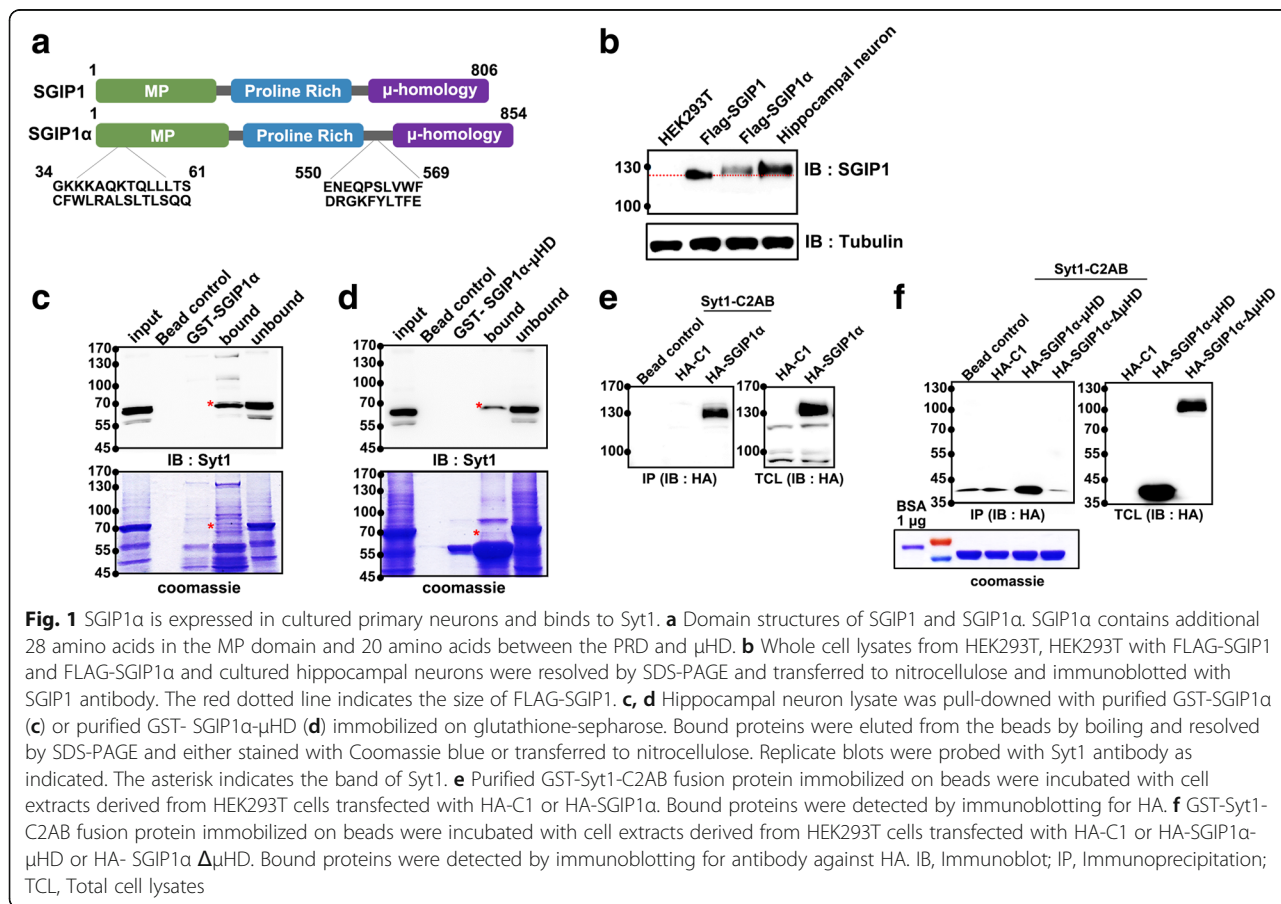 a
1
806
SGIP1
MP
Proline Rich
μ-homology
1
854
SGIP1α
MP
Proline Rich
μ-homology
34
61
550
569
GKKKAQKTQLLLTS
CFWLRALSLTLSQQ
ENEQPSLVWF
DRGKFYLTFE
b
HEK293T
Flag-SGIP1
Flag-SGIP1α
Hippocampal neuron
130
100
IB : SGIP1
IB : Tubulin
c
input
Bead control
GST-SGIP1α
bound
unbound
170
130
100
70
55
45
*
IB : Syt1
170
130
100
70
55
45
*
coomassie
d
input
Bead control
GST- SGIP1α-μHD
bound
unbound
170
130
100
70
55
45
*
IB : Syt1
170
130
100
70
55
45
*
coomassie
e
Syt1-C2AB
Bead control
HA-C1
HA-SGIP1α
170
130
100
IP (IB : HA)
HA-C1
HA-SGIP1α
170
130
100
TCL (IB : HA)
f
Syt1-C2AB
Bead control
HA-C1
HA-SGIP1α-μHD
HA-SGIP1α-ΔμHD
130
100
70
55
40
35
IP (IB : HA)
HA-C1
HA-SGIP1α-μHD
HA-SGIP1α-ΔμHD
130
100
70
55
40
35
TCL (IB : HA)
BSA
1 μg
coomassie
Fig. 1 SGIP1α is expressed in cultured primary neurons and binds to Syt1. a Domain structures of SGIP1 and SGIP1α. SGIP1α contains additional
28 amino acids in the MP domain and 20 amino acids between the PRD and μHD. b Whole cell lysates from HEK293T, HEK293T with FLAG-SGIP1
and FLAG-SGIP1α and cultured hippocampal neurons were resolved by SDS-PAGE and transferred to nitrocellulose and immunoblotted with
SGIP1 antibody. The red dotted line indicates the size of FLAG-SGIP1. c, d Hippocampal neuron lysate was pull-downed with purified GST-SGIP1α
(c) or purified GST- SGIP1α-μHD (d) immobilized on glutathione-sepharose. Bound proteins were eluted from the beads by boiling and resolved
by SDS-PAGE and either stained with Coomassie blue or transferred to nitrocellulose. Replicate blots were probed with Syt1 antibody as
indicated. The asterisk indicates the band of Syt1. e Purified GST-Syt1-C2AB fusion protein immobilized on beads were incubated with cell
extracts derived from HEK293T cells transfected with HA-C1 or HA-SGIP1α. Bound proteins were detected by immunoblotting for HA. f GST-Syt1-
C2AB fusion protein immobilized on beads were incubated with cell extracts derived from HEK293T cells transfected with HA-C1 or HA-SGIP1α-
μHD or HA- SGIP1α ΔμHD. Bound proteins were detected by immunoblotting for antibody against HA. IB, Immunoblot; IP, Immunoprecipitation;
TCL, Total cell lysates